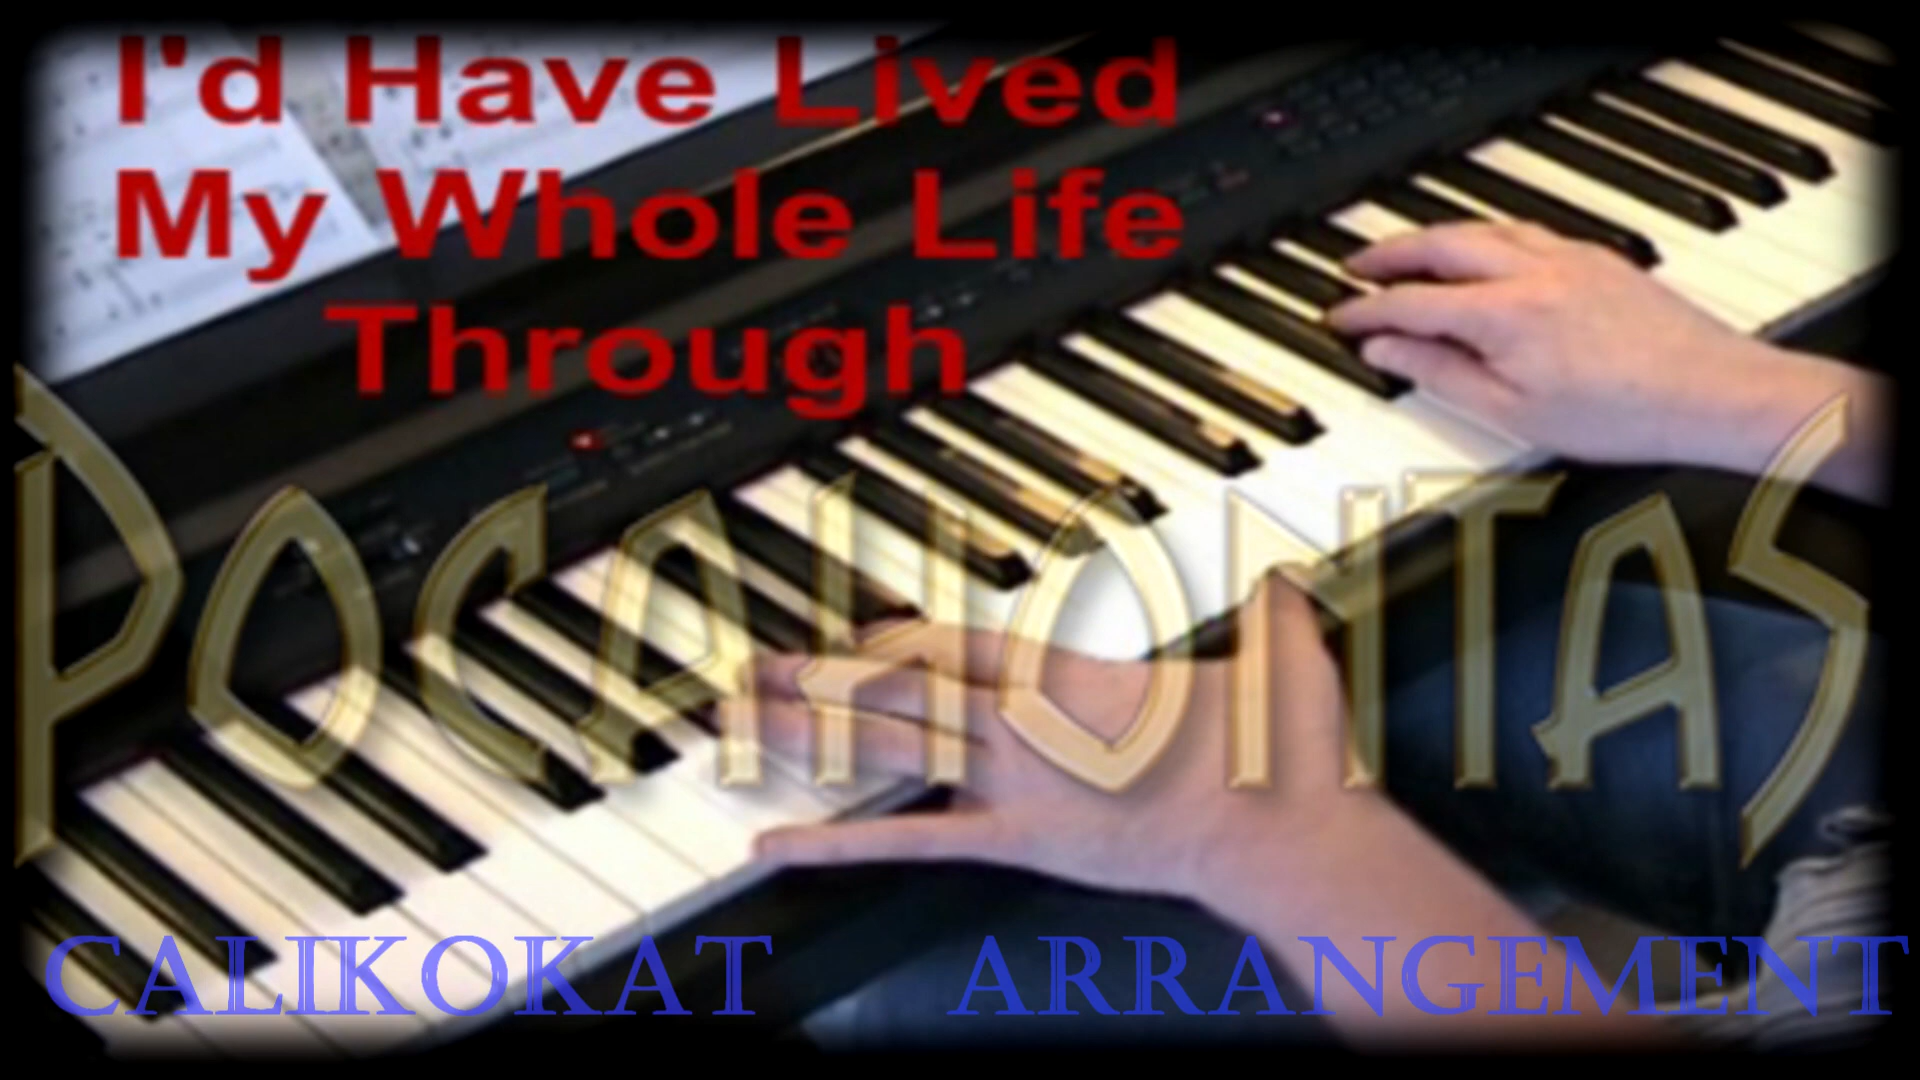 I'd Have Lived
My Whole Life
Through
POCAHONTAS
CALIKOKAT ARRANGEMENT